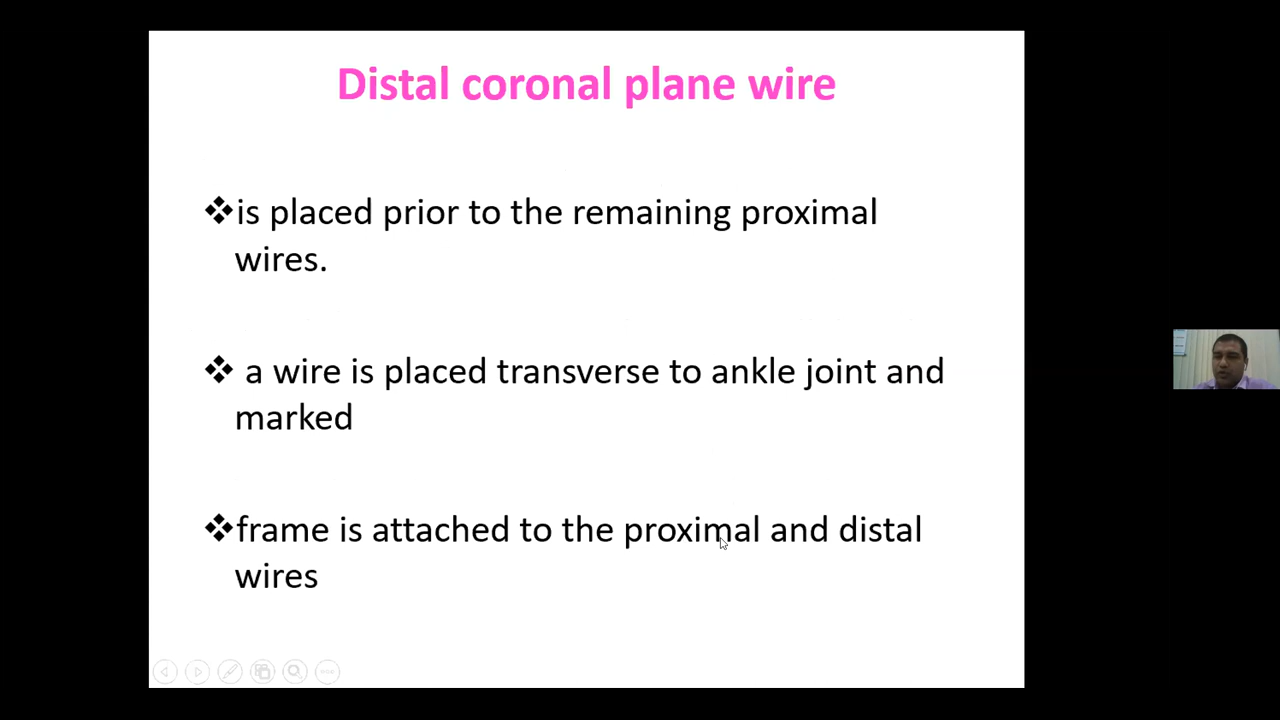 Distal coronal plane wire
❖is placed prior to the remaining proximal
wires.
❖ a wire is placed transverse to ankle joint and
marked
❖frame is attached to the proximal and distal
wires